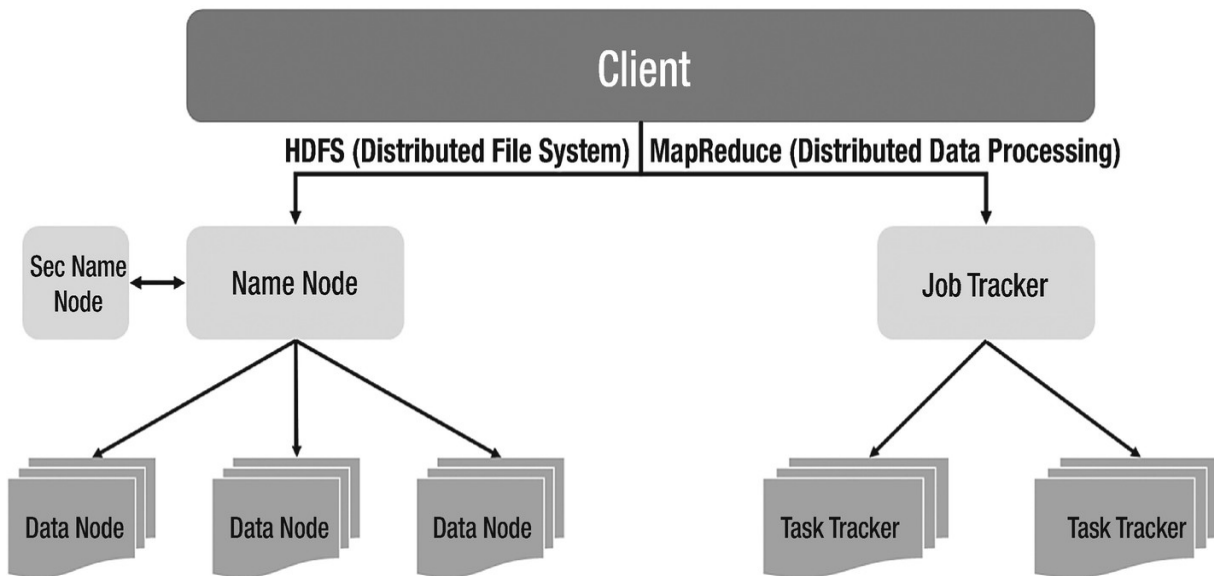 Client
HDFS (Distributed File System) MapReduce (Distributed Data Processing)
Sec Name
Node
Name Node
Job Tracker
Data Node
Data Node
Data Node
Task Tracker
Task Tracker